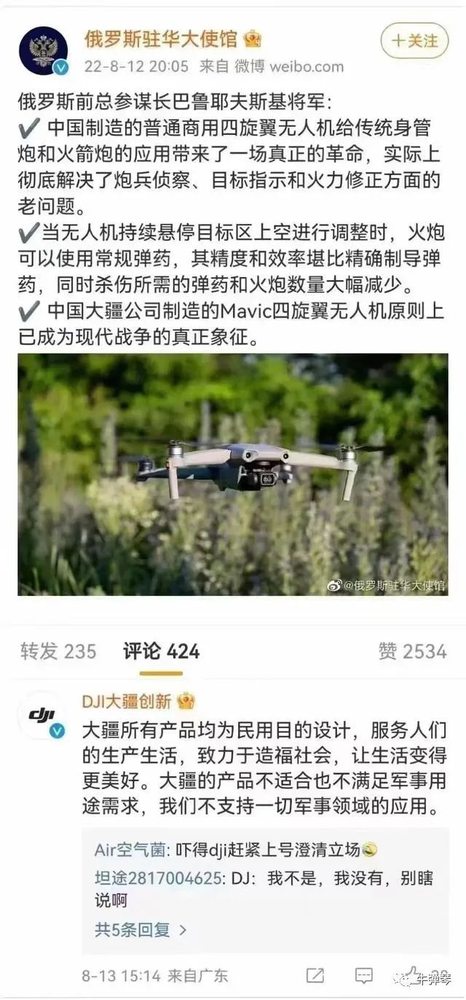 俄罗斯驻华大使馆
+关注
22-8-12 20:05 来自 微博 weibo.com
俄罗斯前总参谋长巴鲁耶夫斯基将军：
✔ 中国制造的普通商用四旋翼无人机给传统身管
炮和火箭炮的应用带来了一场真正的革命，实际上
彻底解决了炮兵侦察、目标指示和火力修正方面的
老问题。
✔当无人机持续悬停目标区上空进行调整时，火炮
可以使用常规弹药，其精度和效率堪比精确制导弹
药，同时杀伤所需的弹药和火炮数量大幅减少。
✔ 中国大疆公司制造的Mavic四旋翼无人机原则上
已成为现代战争的真正象征。
@俄罗斯驻华大使馆
转发 235 评论 424 赞 2534
dji
DJI大疆创新
大疆所有产品均为民用目的设计，服务人们
的生产生活，致力于造福社会，让生活变得
更美好。大疆的产品不适合也不满足军事用
途需求，我们不支持一切军事领域的应用。
Air空气菌: 吓得dji赶紧上号澄清立场
坦途2817004625: DJ：我不是，我没有，别瞎
说啊
共5条回复 >
8-13 15:14 来自广东
牛弹琴